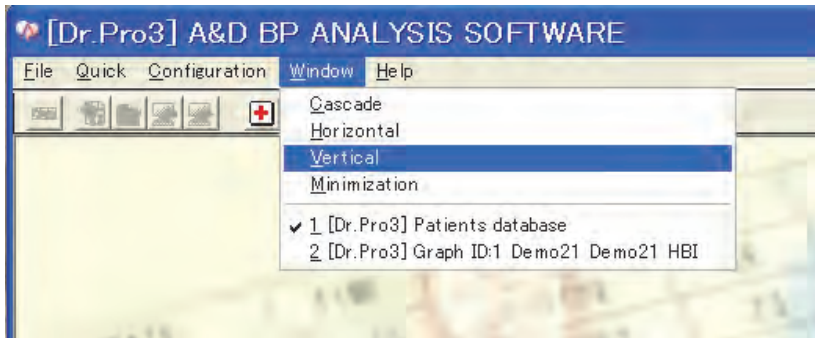 [Dr.Pro3] A&D BP ANALYSIS SOFTWARE
File Quick Configuration Window Help
Cascade
Horizontal
Vertical
Minimization
✓ 1 [Dr.Pro3] Patients database
2 [Dr.Pro3] Graph ID:1 Demo21 Demo21 HBI